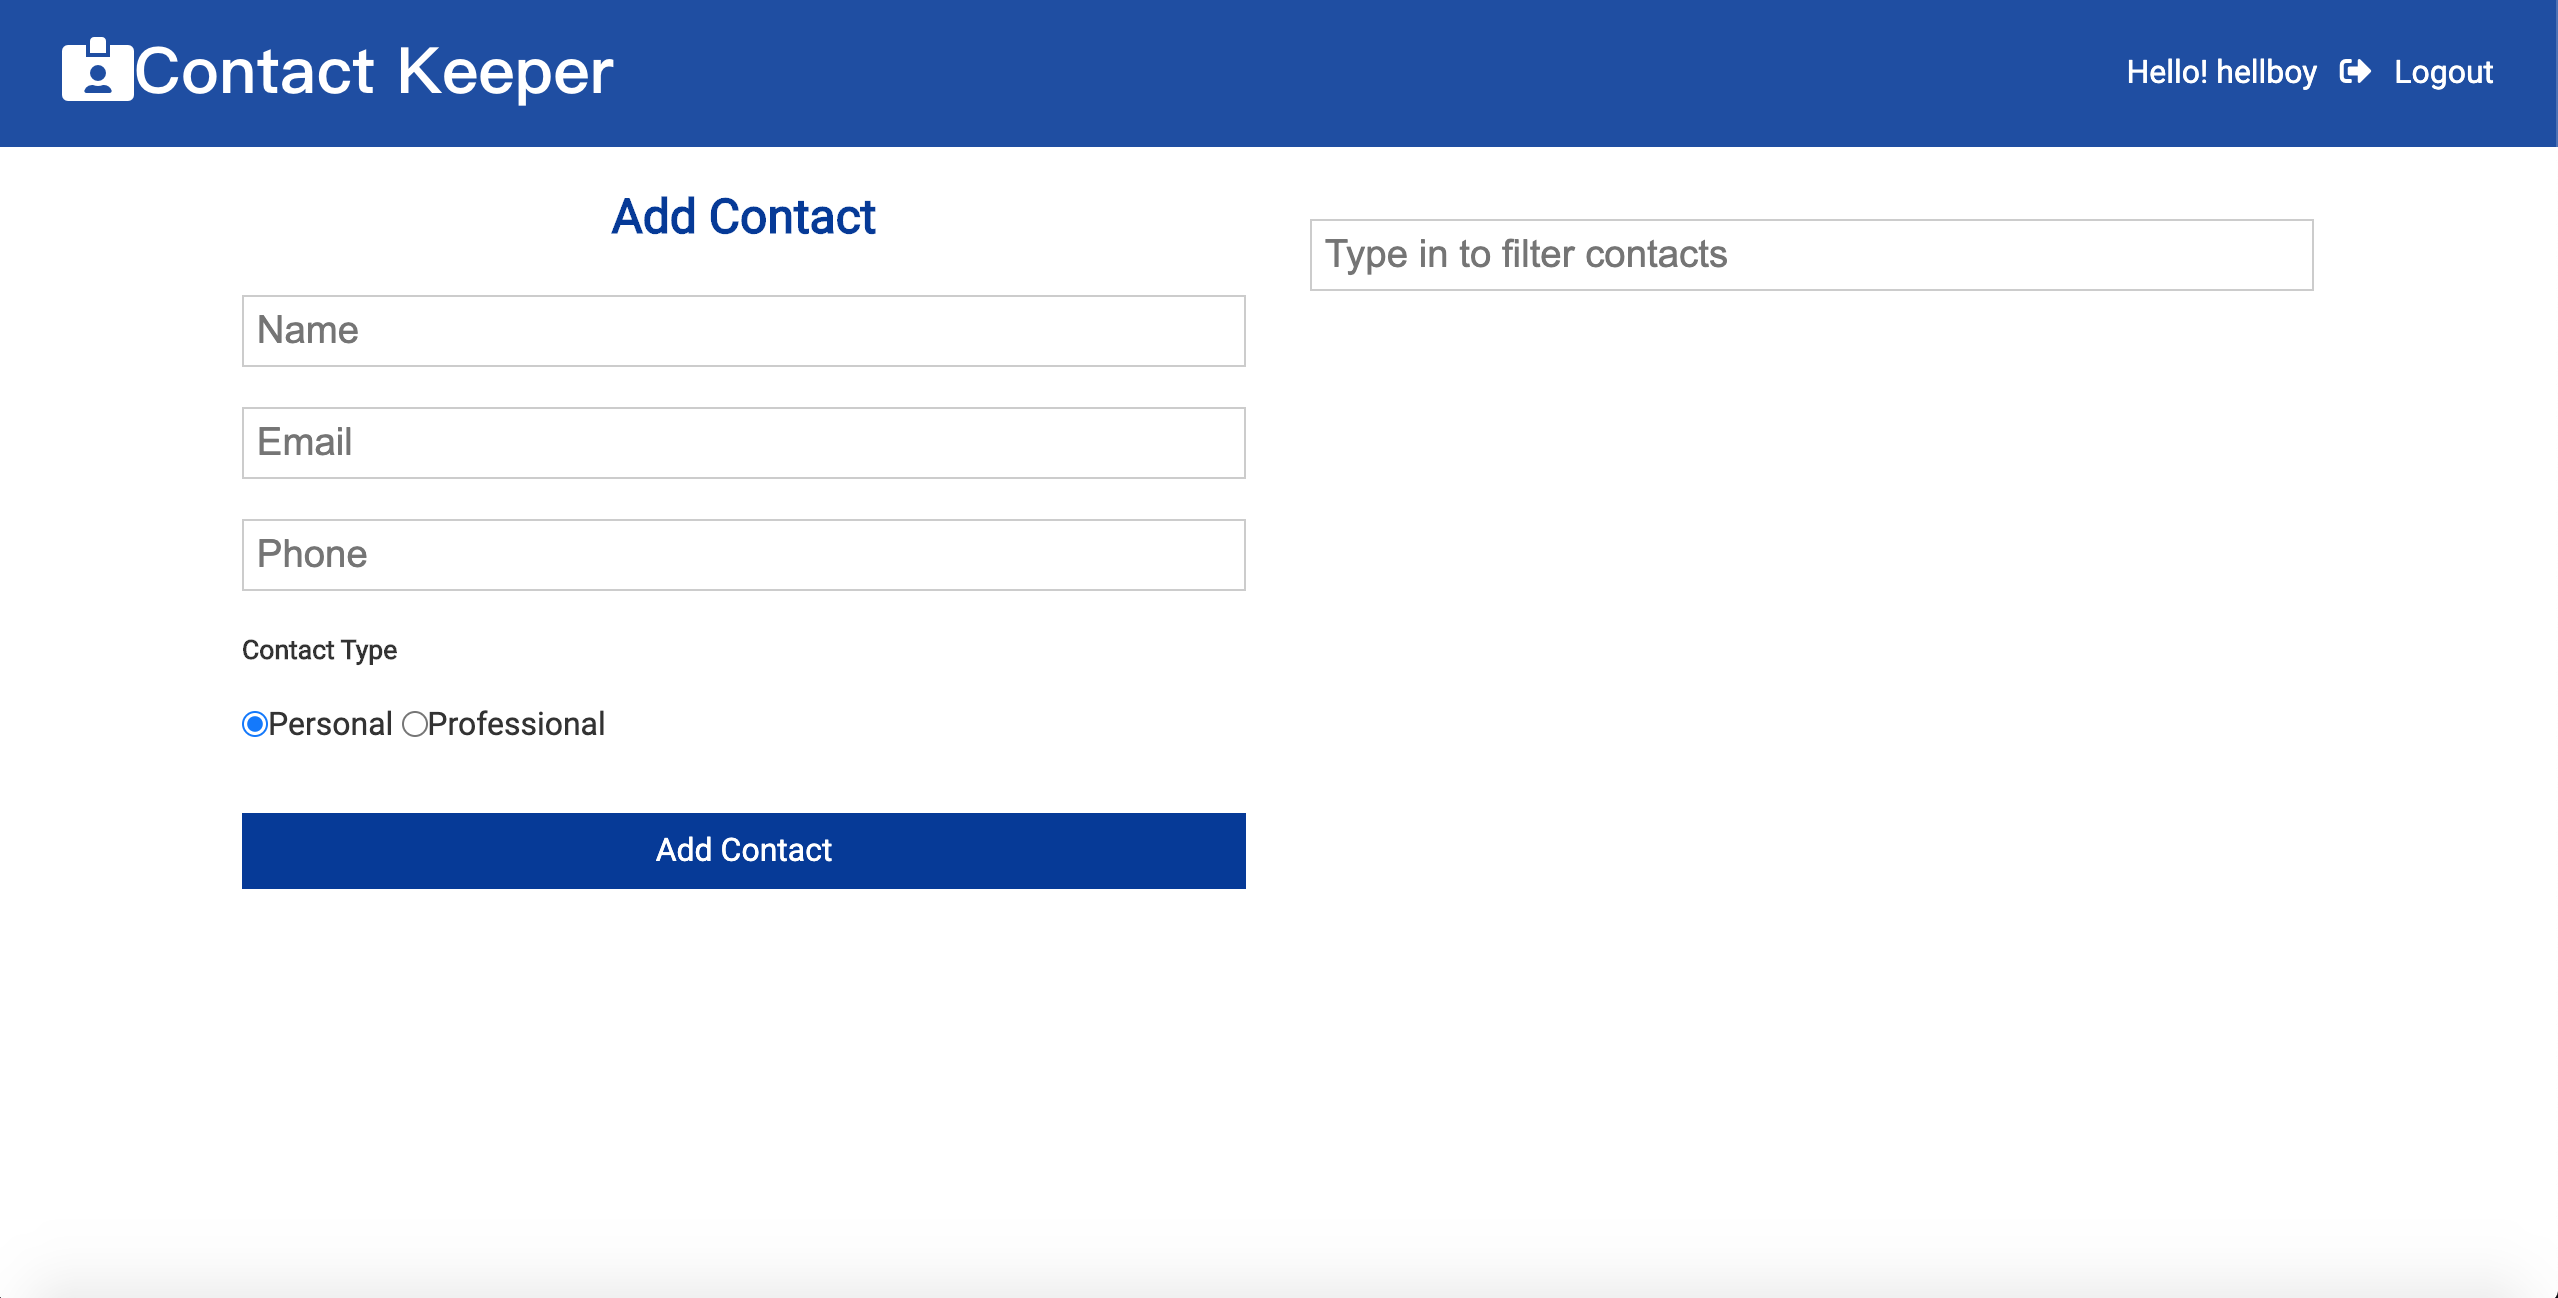 Contact Keeper
Hello! hellboy Logout
Add Contact
Name
Email
Phone
Contact Type
Personal Professional
Add Contact
Type in to filter contacts